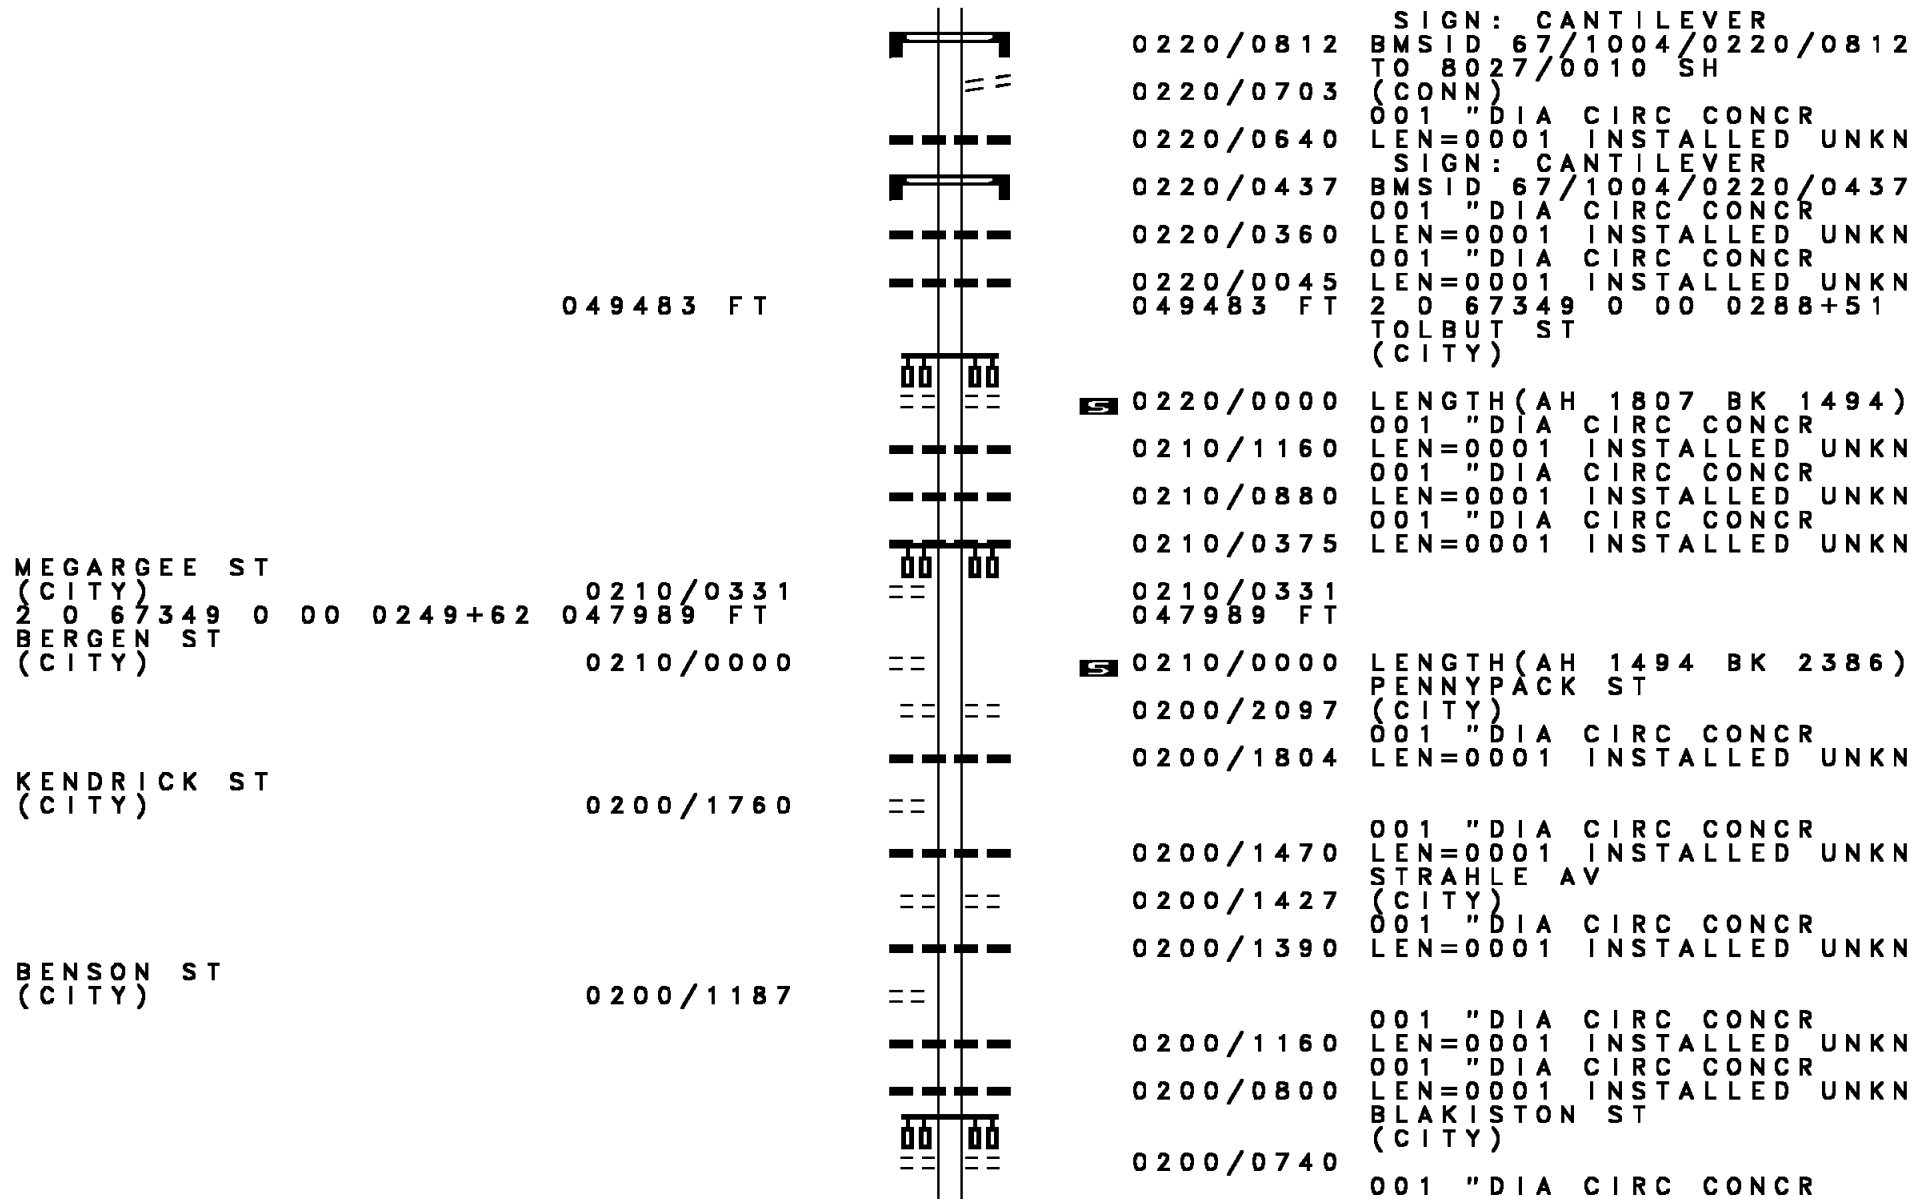 SIGN: CANTILEVER
0220/0812 BMSID 67/1004/0220/0812
TO 8027/0010 SH
0220/0703 (CONN)
001 "DIA CIRC CONCR
0220/0640 LEN=0001 INSTALLED UNKN
SIGN: CANTILEVER
0220/0437 BMSID 67/1004/0220/0437
001 "DIA CIRC CONCR
0220/0360 LEN=0001 INSTALLED UNKN
001 "DIA CIRC CONCR
0220/0045 LEN=0001 INSTALLED UNKN
049483 FT 049483 FT 2 0 67349 0 00 0288+51
TOLBUT ST
(CITY)
S 0220/0000 LENGTH(AH 1807 BK 1494)
001 "DIA CIRC CONCR
0210/1160 LEN=0001 INSTALLED UNKN
001 "DIA CIRC CONCR
0210/0880 LEN=0001 INSTALLED UNKN
001 "DIA CIRC CONCR
0210/0375 LEN=0001 INSTALLED UNKN
MEGARGEE ST
(CITY) 0210/0331 0210/0331
2 0 67349 0 00 0249+62 047989 FT 047989 FT
BERGEN ST
(CITY) 0210/0000 S 0210/0000 LENGTH(AH 1494 BK 2386)
PENNYPACK ST
0200/2097 (CITY)
001 "DIA CIRC CONCR
0200/1804 LEN=0001 INSTALLED UNKN
KENDRICK ST
(CITY) 0200/1760
001 "DIA CIRC CONCR
0200/1470 LEN=0001 INSTALLED UNKN
STRAHLE AV
0200/1427 (CITY)
001 "DIA CIRC CONCR
0200/1390 LEN=0001 INSTALLED UNKN
BENSON ST
(CITY) 0200/1187
001 "DIA CIRC CONCR
0200/1160 LEN=0001 INSTALLED UNKN
001 "DIA CIRC CONCR
0200/0800 LEN=0001 INSTALLED UNKN
BLAKISTON ST
(CITY)
0200/0740
001 "DIA CIRC CONCR